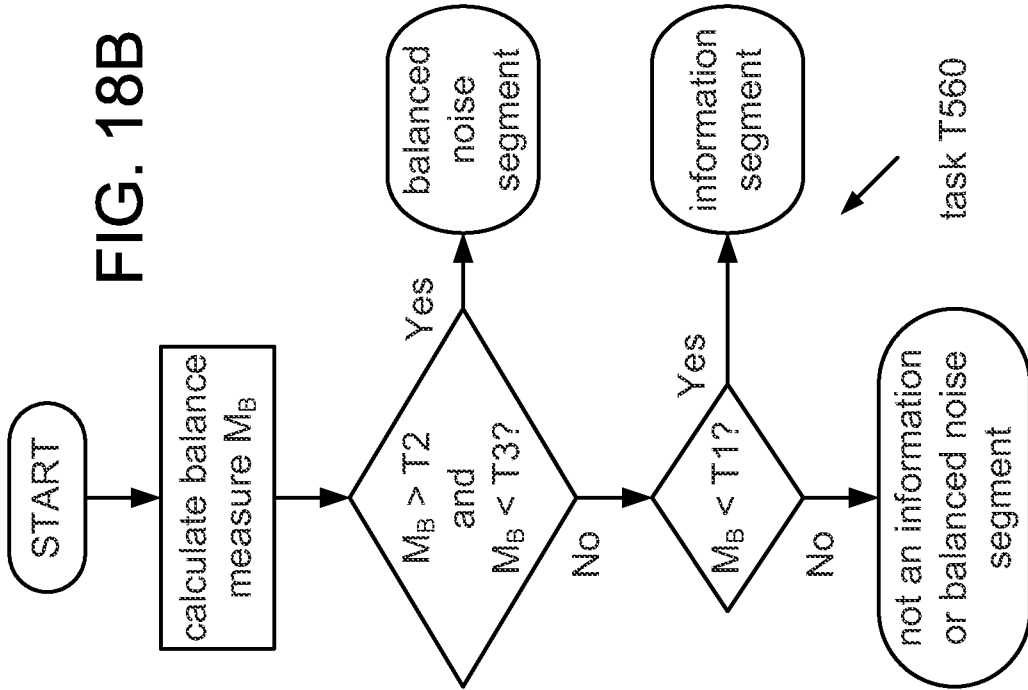 FIG. 18B
START
calculate balance
measure M_B
M_B > T2
and
M_B < T3?
Yes
balanced
noise
segment
No
M_B < T1?
Yes
information
segment
No
not an information
or balanced noise
segment
task T560